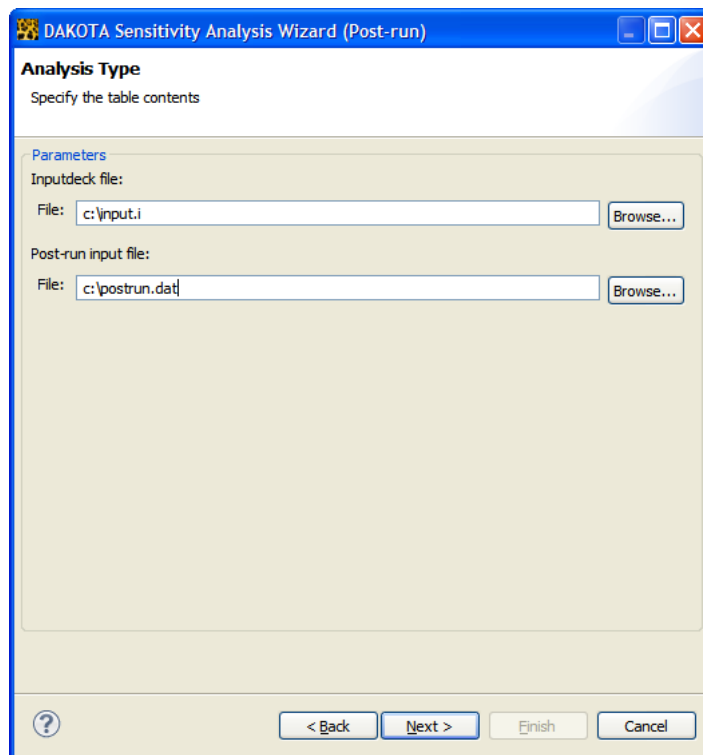 DAKOTA Sensitivity Analysis Wizard (Post-run)
Analysis Type
Specify the table contents
Parameters
Inputdeck file:
File: c:\input.i Browse...
Post-run input file:
File: c:\postrun.dat Browse...
? < Back Next > Finish Cancel